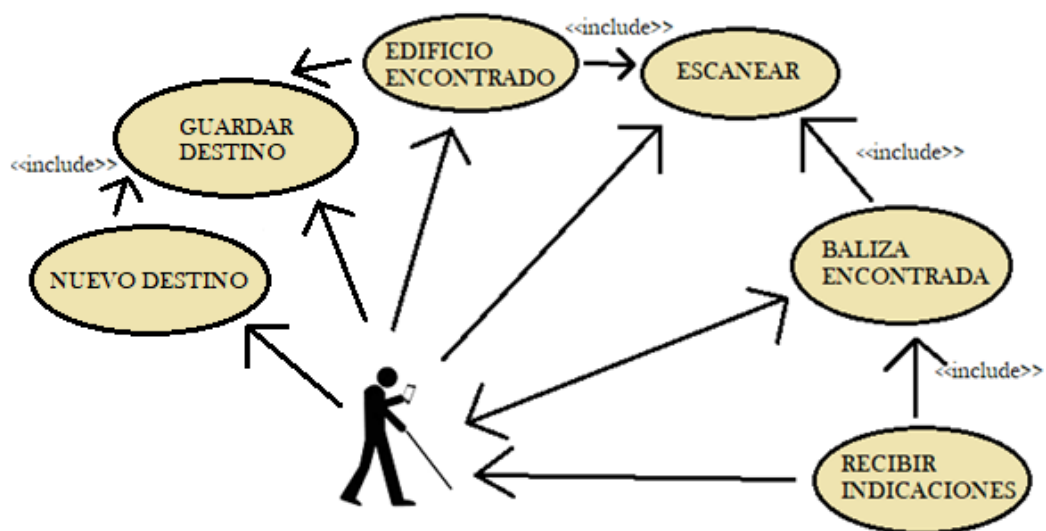 <<include>>
EDIFICIO
ENCONTRADO
ESCANEAR
GUARDAR
DESTINO
<<include>>
<<include>>
NUEVO DESTINO
BALIZA
ENCONTRADA
<<include>>
RECIBIR
INDICACIONES